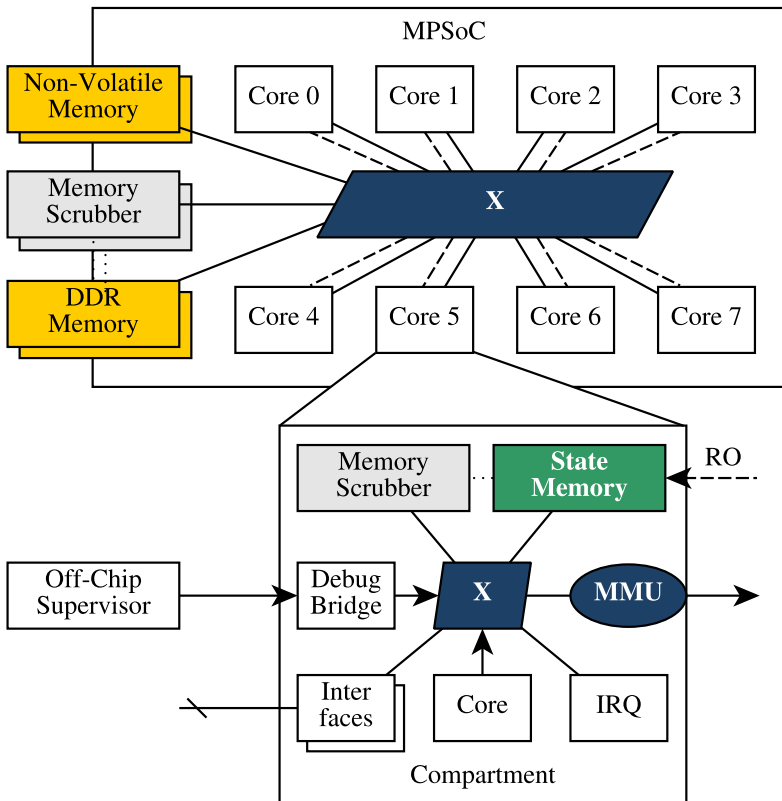 MPSoC
Non-Volatile
Memory
Core 0
Core 1
Core 2
Core 3
Memory
Scrubber
X
DDR
Memory
Core 4
Core 5
Core 6
Core 7
Memory
Scrubber
State
Memory
RO
Off-Chip
Supervisor
Debug
Bridge
X
MMU
Inter
faces
Core
IRQ
Compartment